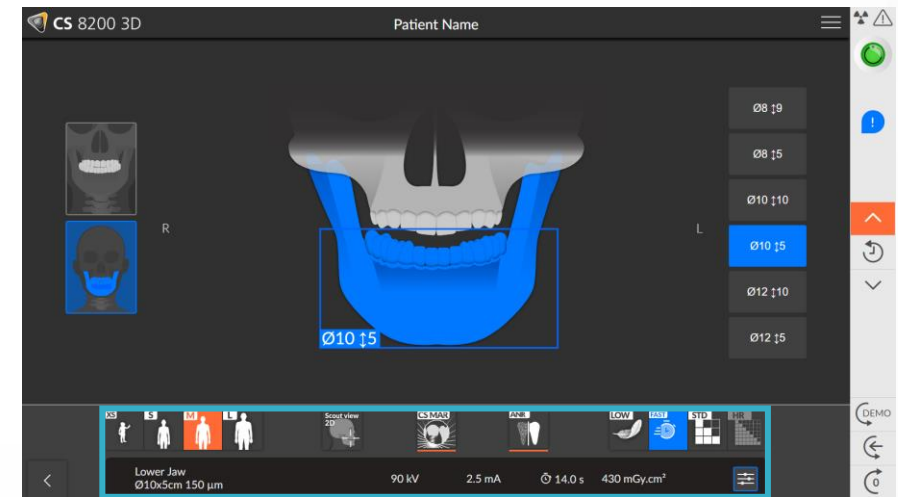 CS 8200 3D
Patient Name
Ø8 ↕9
Ø8 ↕5
Ø10 ↕10
R
L
Ø10 ↕5
Ø12 ↕10
Ø10 ↕5
Ø12 ↕5
XS
S
M
L
Scout view
2D
CS MAR
ANR
LOW
FAST
STD
HR
DEMO
Lower Jaw
Ø10x5cm 150 µm
90 kV
2.5 mA
14.0 s
430 mGy.cm²
0